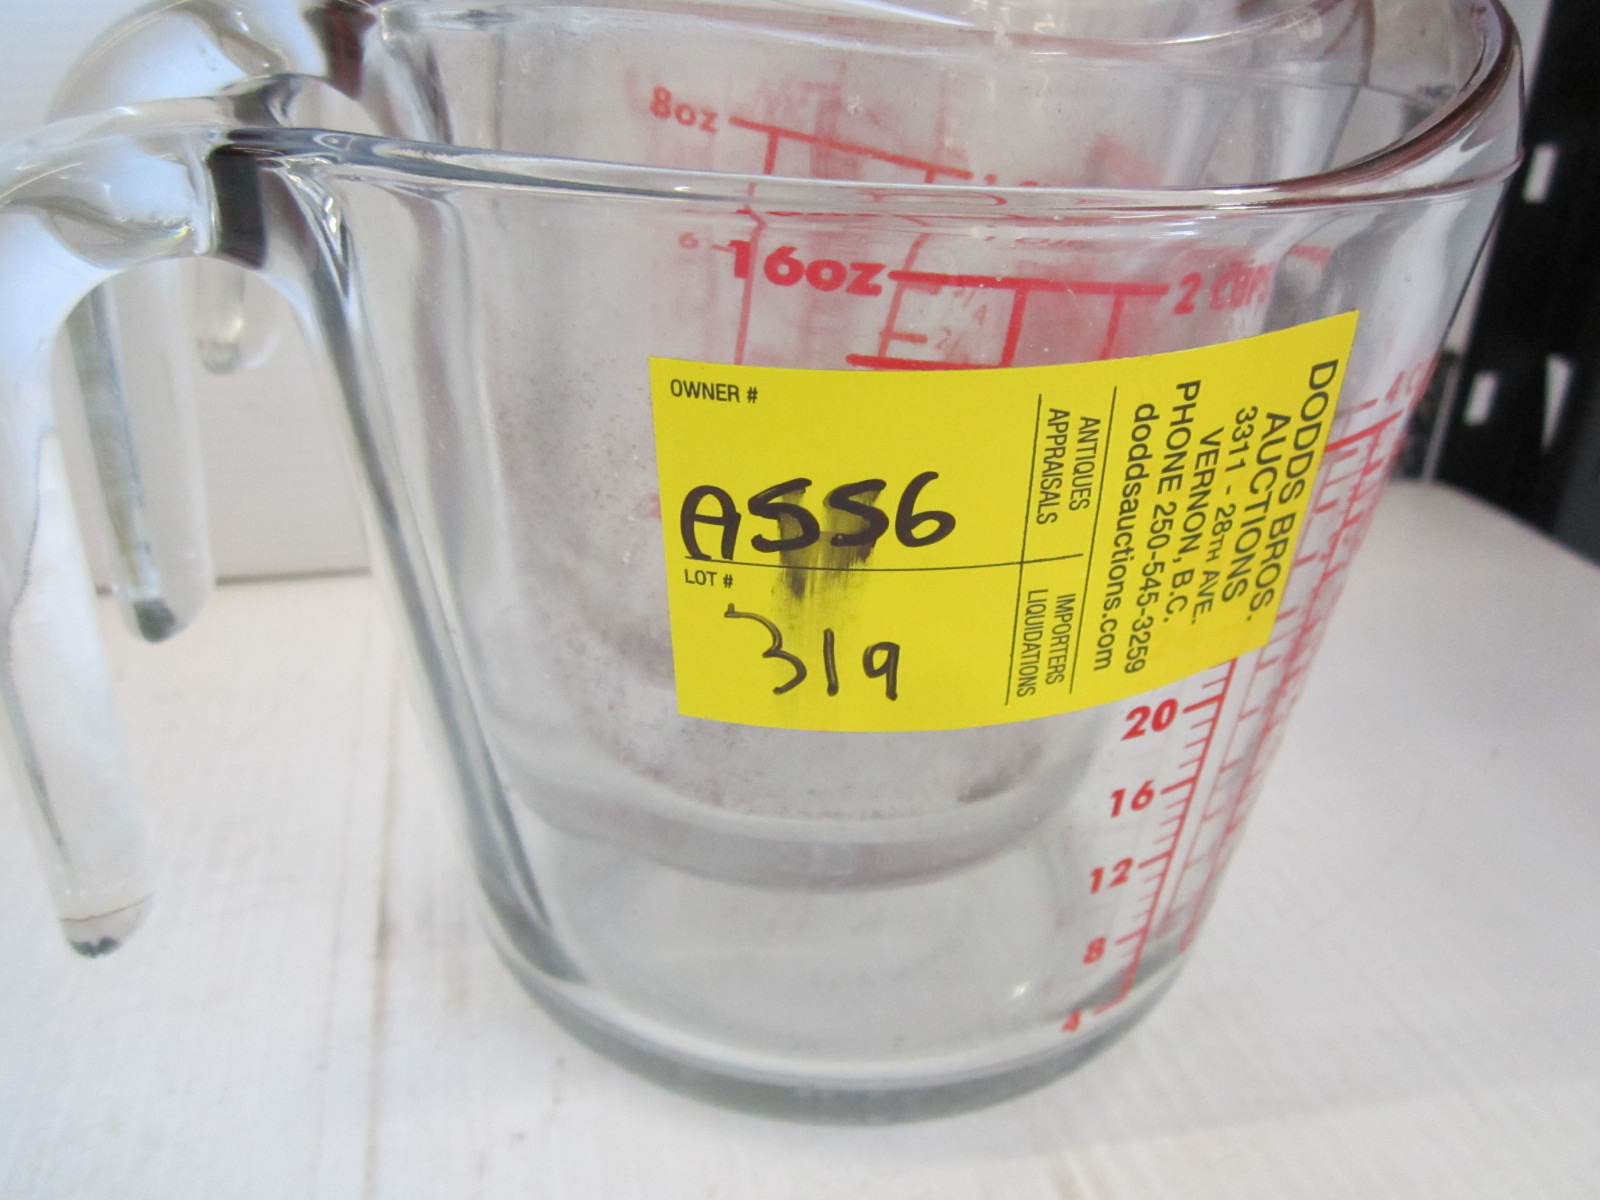 8oz
6
16oz 2 CUPS
OWNER #
A556
LOT #
319
ANTIQUES
APPRAISALS
IMPORTERS
LIQUIDATIONS
DODDS BROS.
AUCTIONS
3311 - 28TH AVE.
VERNON, B.C.
PHONE 250-545-3259
doddsauctions.com
20
16
12
8
4